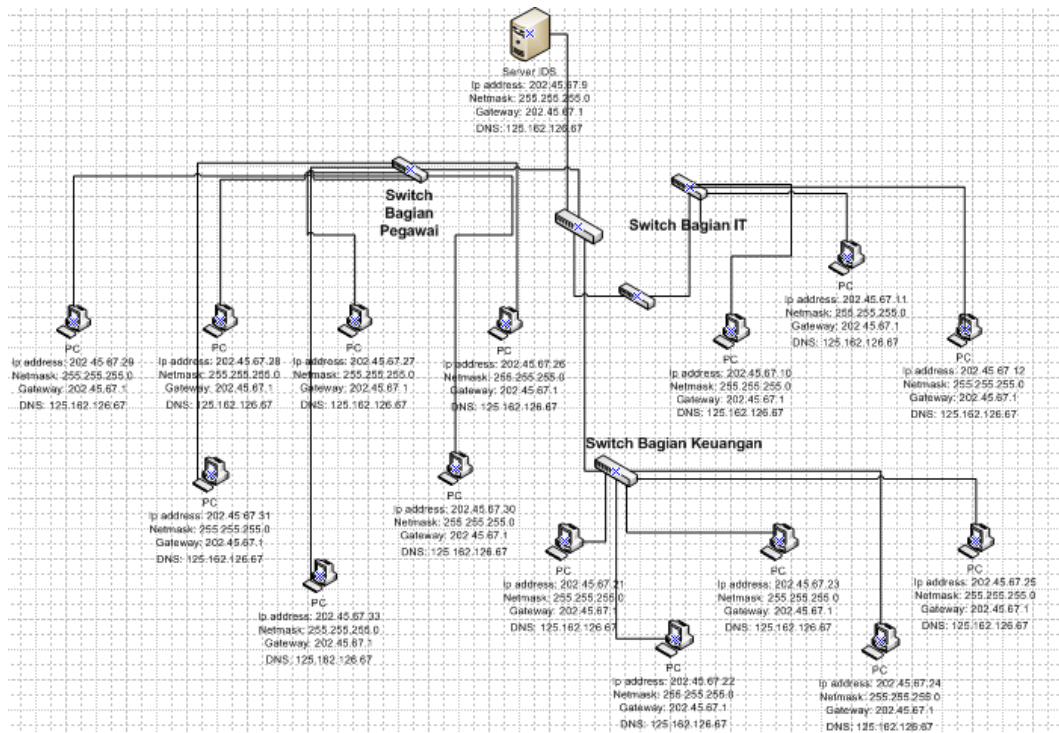 Server IDS
Ip address: 202.45.67.9
Netmask: 255.255.255.0
Gateway: 202.45.67.1
DNS: 125.162.126.67
Switch
Bagian
Pegawai
Switch Bagian IT
PC
Ip address: 202.45.67.11
Netmask: 255.255.255.0
Gateway: 202.45.67.1
DNS: 125.162.126.67
PC
Ip address: 202.45.67.29
Netmask: 255.255.255.0
Gateway: 202.45.67.1
DNS: 125.162.126.67
PC
Ip address: 202.45.67.28
Netmask: 255.255.255.0
Gateway: 202.45.67.1
DNS: 125.162.126.67
PC
Ip address: 202.45.67.27
Netmask: 255.255.255.0
Gateway: 202.45.67.1
DNS: 125.162.126.67
PC
Ip address: 202.45.67.26
Netmask: 255.255.255.0
Gateway: 202.45.67.1
DNS: 125.162.126.67
PC
Ip address: 202.45.67.10
Netmask: 255.255.255.0
Gateway: 202.45.67.1
DNS: 125.162.126.67
PC
Ip address: 202.45.67.12
Netmask: 255.255.255.0
Gateway: 202.45.67.1
DNS: 125.162.126.67
Switch Bagian Keuangan
PC
Ip address: 202.45.67.31
Netmask: 255.255.255.0
Gateway: 202.45.67.1
DNS: 125.162.126.67
PC
Ip address: 202.45.67.30
Netmask: 255.255.255.0
Gateway: 202.45.67.1
DNS: 125.162.126.67
PC
Ip address: 202.45.67.33
Netmask: 255.255.255.0
Gateway: 202.45.67.1
DNS: 125.162.126.67
PC
Ip address: 202.45.67.21
Netmask: 255.255.255.0
Gateway: 202.45.67.1
DNS: 125.162.126.67
PC
Ip address: 202.45.67.23
Netmask: 255.255.255.0
Gateway: 202.45.67.1
DNS: 125.162.126.67
PC
Ip address: 202.45.67.25
Netmask: 255.255.255.0
Gateway: 202.45.67.1
DNS: 125.162.126.67
PC
Ip address: 202.45.67.22
Netmask: 255.255.255.0
Gateway: 202.45.67.1
DNS: 125.162.126.67
PC
Ip address: 202.45.67.24
Netmask: 255.255.255.0
Gateway: 202.45.67.1
DNS: 125.162.126.67